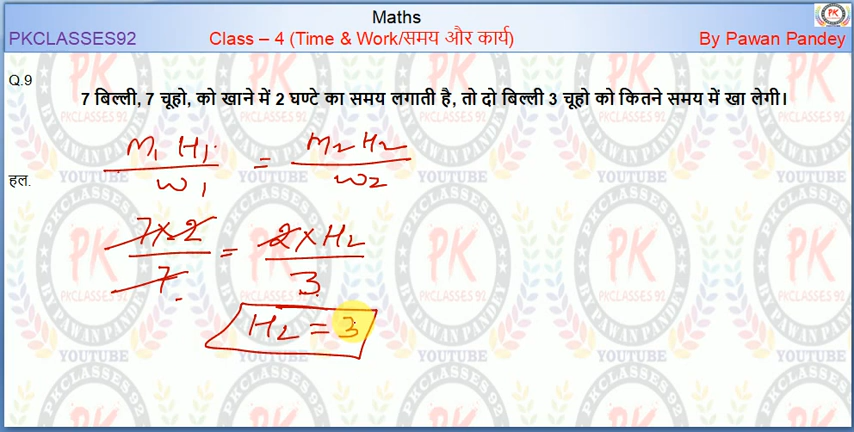 Maths
PKCLASSES92 Class – 4 (Time & Work/समय और कार्य) By Pawan Pandey
Q.9
7 बिल्ली, 7 चूहो, को खाने में 2 घण्टे का समय लगाती है, तो दो बिल्ली 3 चूहो को कितने समय में खा लेगी।
M₁ H₁ / W₁ = M₂ H₂ / W₂
हल.
7×2 / 7 = 2×H₂ / 3
H₂ = 3